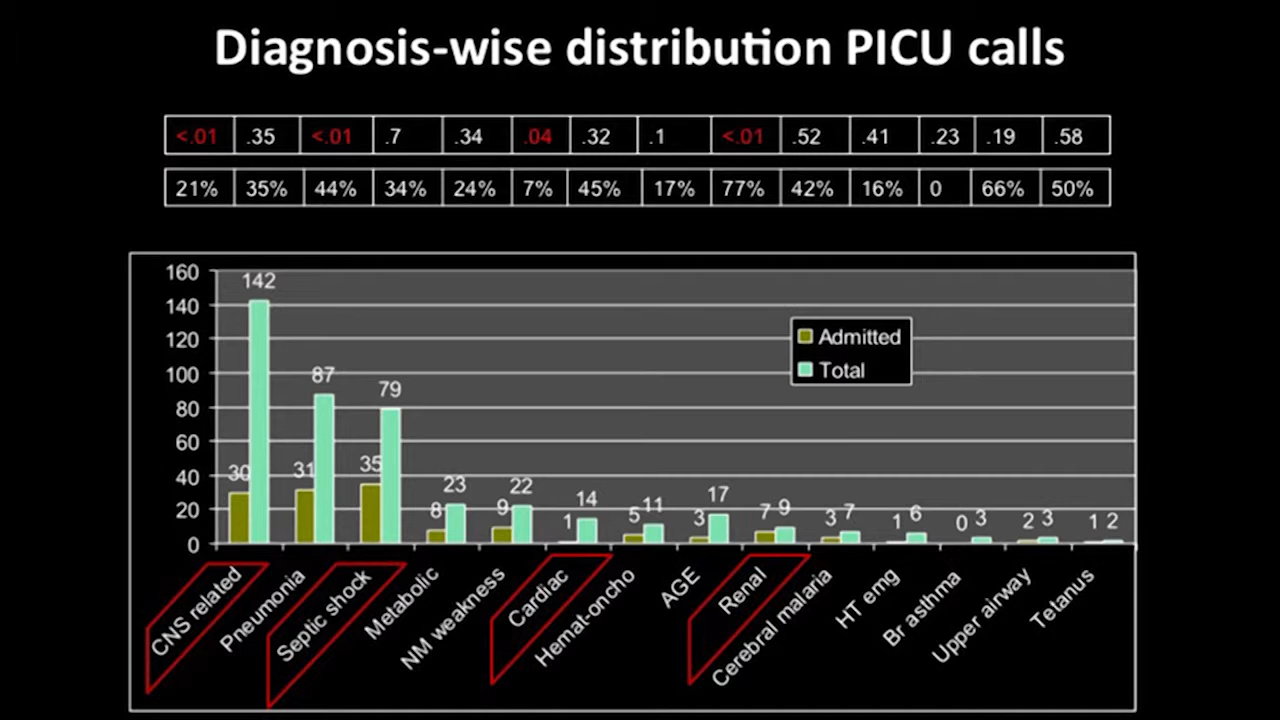 Diagnosis-wise distribution PICU calls
<.01 .35 <.01 .7 .34 .04 .32 .1 <.01 .52 .41 .23 .19 .58
21% 35% 44% 34% 24% 7% 45% 17% 77% 42% 16% 0 66% 50%
160
140
120
100
80
60
40
20
0
142
30
87
31
79
35
23
8
22
9
14
1
11
5
17
3
9
7
7
3
6
1
3
0
3
2
2
1
Admitted
Total
CNS related
Pneumonia
Septic shock
Metabolic
NM weakness
Cardiac
Hemat-oncho
AGE
Renal
Cerebral malaria
HT emg
Br asthma
Upper airway
Tetanus